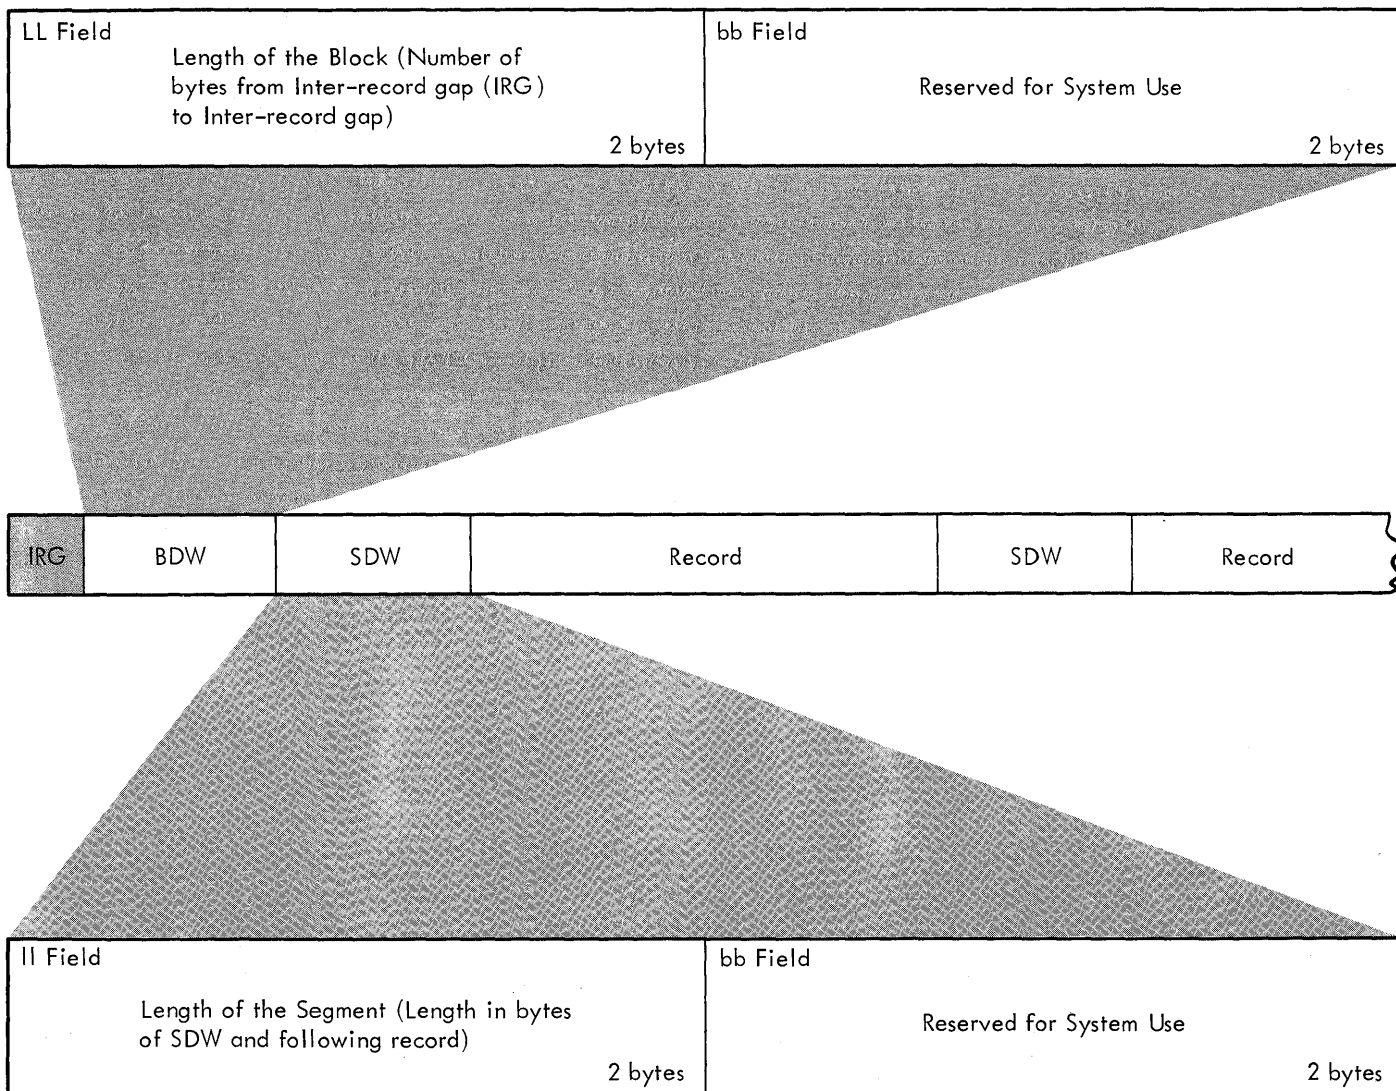 LL Field
Length of the Block (Number of
bytes from Inter-record gap (IRG)
to Inter-record gap)
2 bytes
bb Field
Reserved for System Use
2 bytes
IRG
BDW
SDW
Record
SDW
Record
ll Field
Length of the Segment (Length in bytes
of SDW and following record)
2 bytes
bb Field
Reserved for System Use
2 bytes